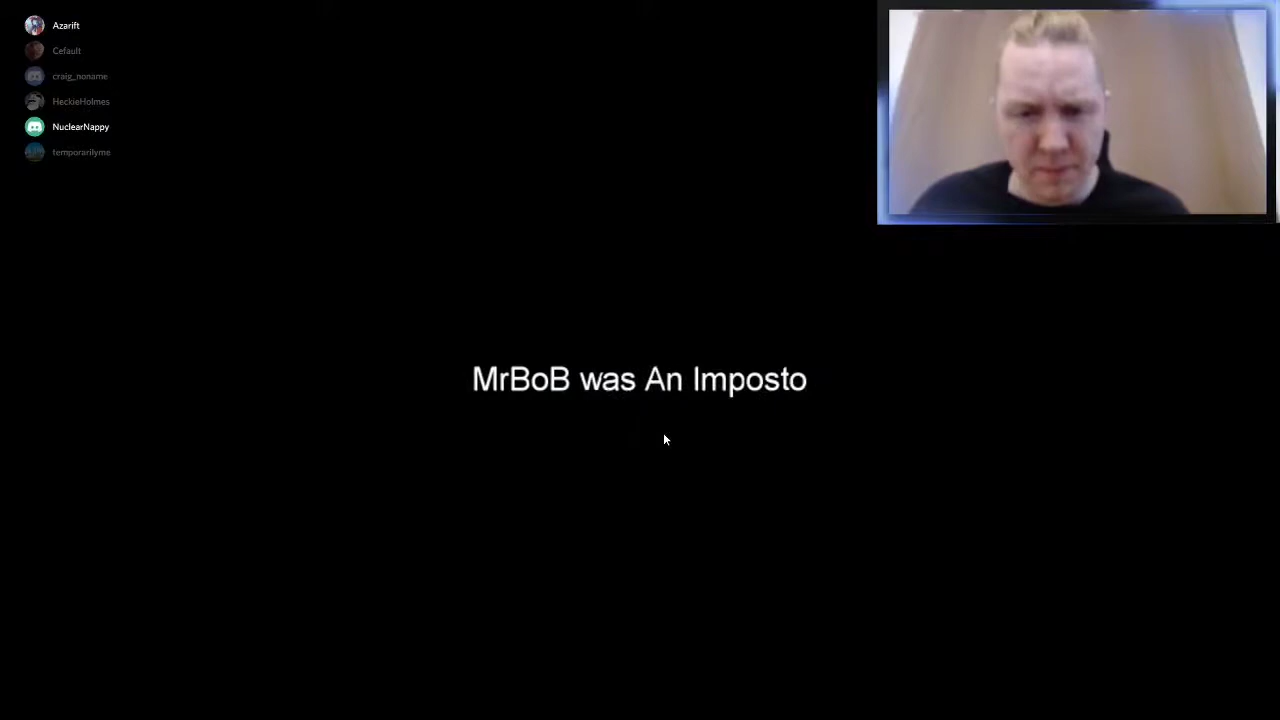 Azarift
Cefault
craig_noname
HeckieHolmes
NuclearNappy
temporarilyme
MrBoB was An Imposto